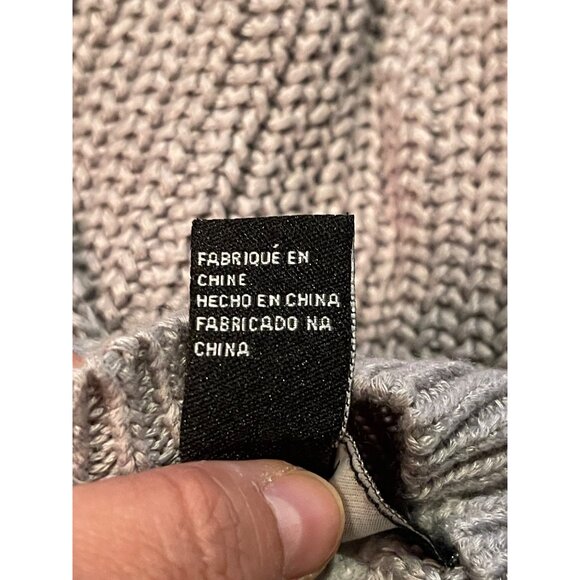 FABRIQUÉ EN
CHINE
HECHO EN CHINA
FABRICADO NA
CHINA